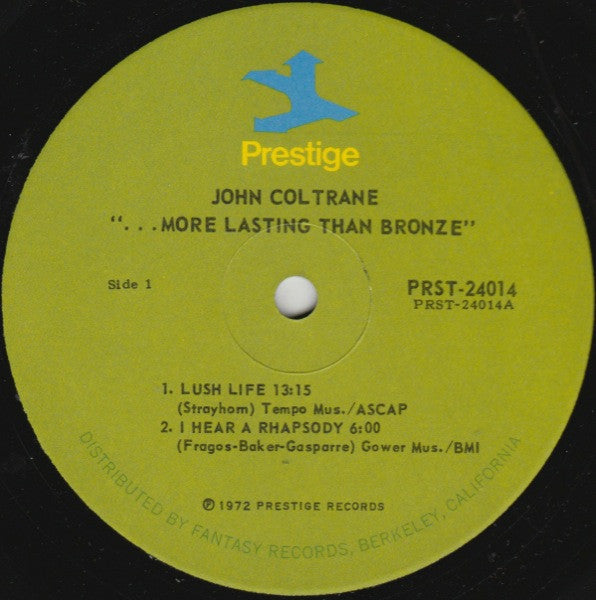 Prestige
JOHN COLTRANE
“...MORE LASTING THAN BRONZE”
Side 1
PRST-24014
PRST-24014A
1. LUSH LIFE 13:15
(Strayhorn) Tempo Mus./ASCAP
2. I HEAR A RHAPSODY 6:00
(Fragos-Baker-Gasparre) Gower Mus./BMI
℗ 1972 PRESTIGE RECORDS
DISTRIBUTED BY FANTASY RECORDS, BERKELEY, CALIFORNIA